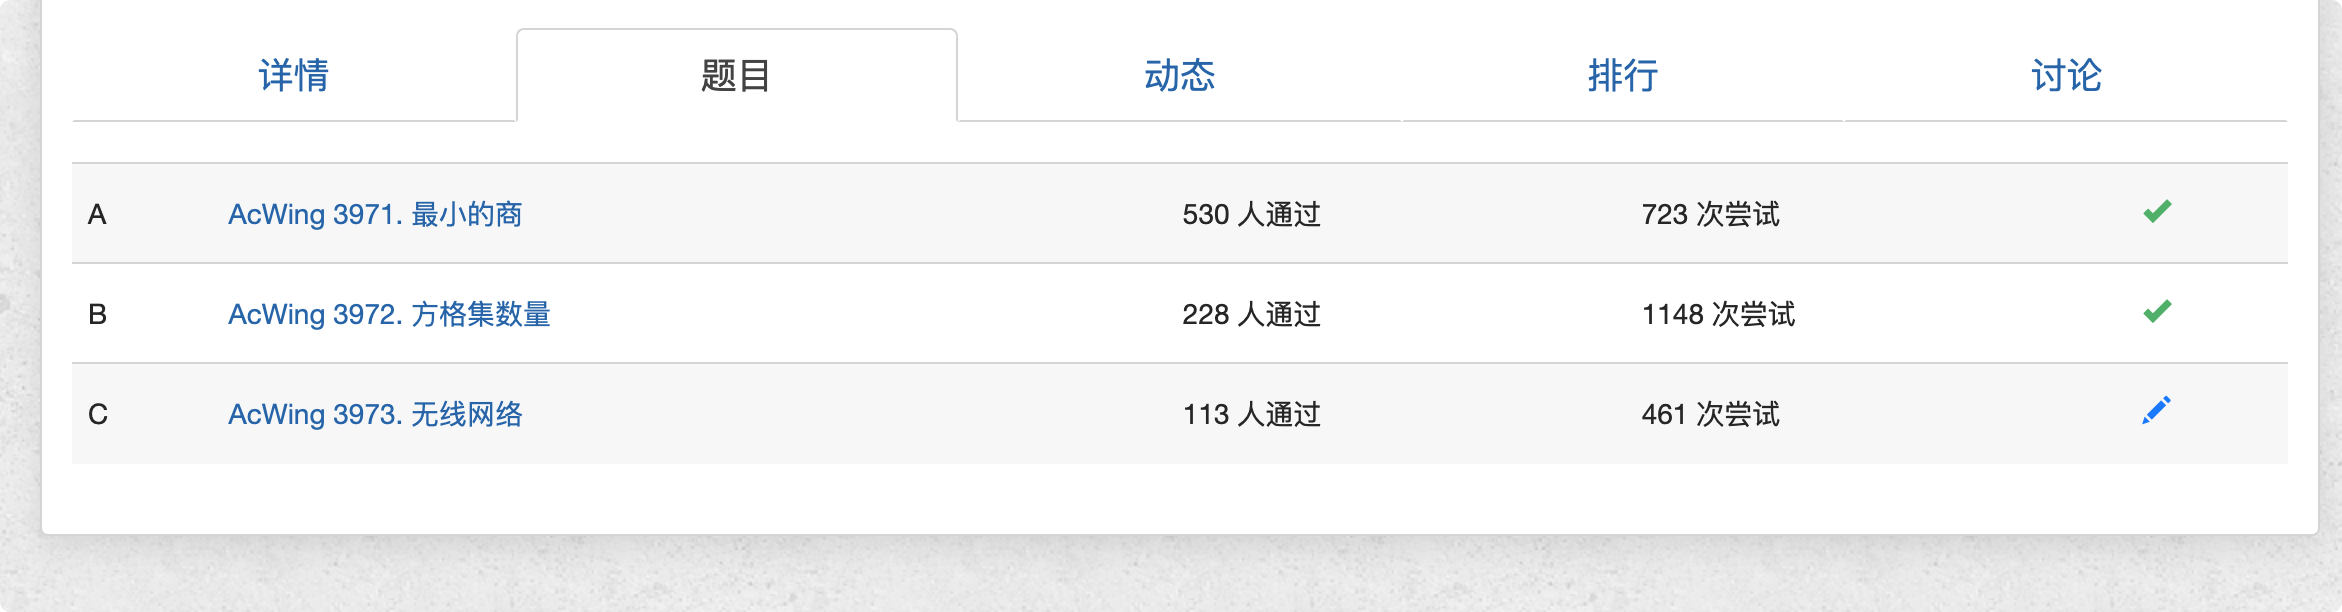 详情 题目 动态 排行 讨论
A AcWing 3971. 最小的商 530 人通过 723 次尝试
B AcWing 3972. 方格集数量 228 人通过 1148 次尝试
C AcWing 3973. 无线网络 113 人通过 461 次尝试